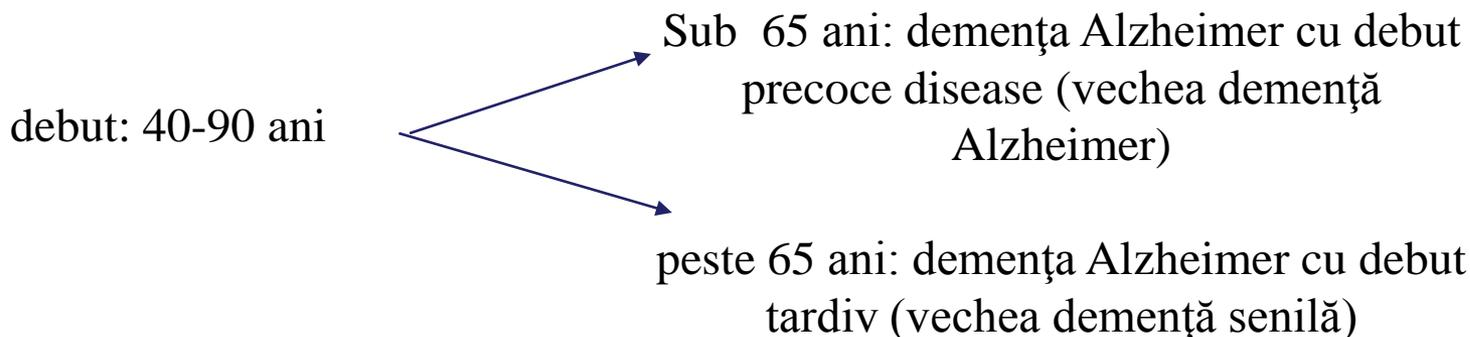 debut: 40-90 ani
Sub 65 ani: demenţa Alzheimer cu debut
precoce disease (vechea demenţă
Alzheimer)
peste 65 ani: demenţa Alzheimer cu debut
tardiv (vechea demenţă senilă)